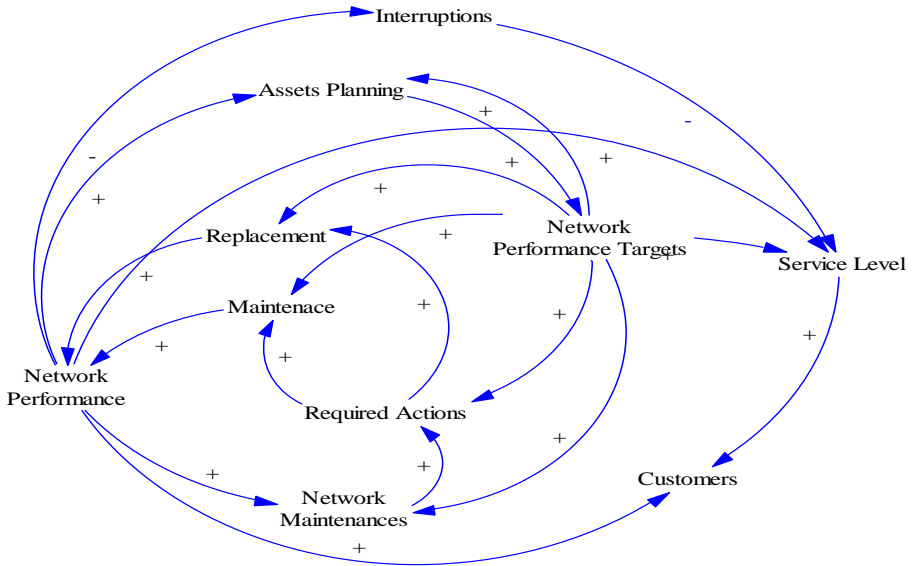 Interruptions
Assets Planning
+
-
-
+
+
+
+
Replacement
+
Network
Performance Targets
+
Service Level
+
Maintenace
+
+
+
+
+
Network
Performance
Required Actions
+
+
+
Customers
Network
Maintenances
+